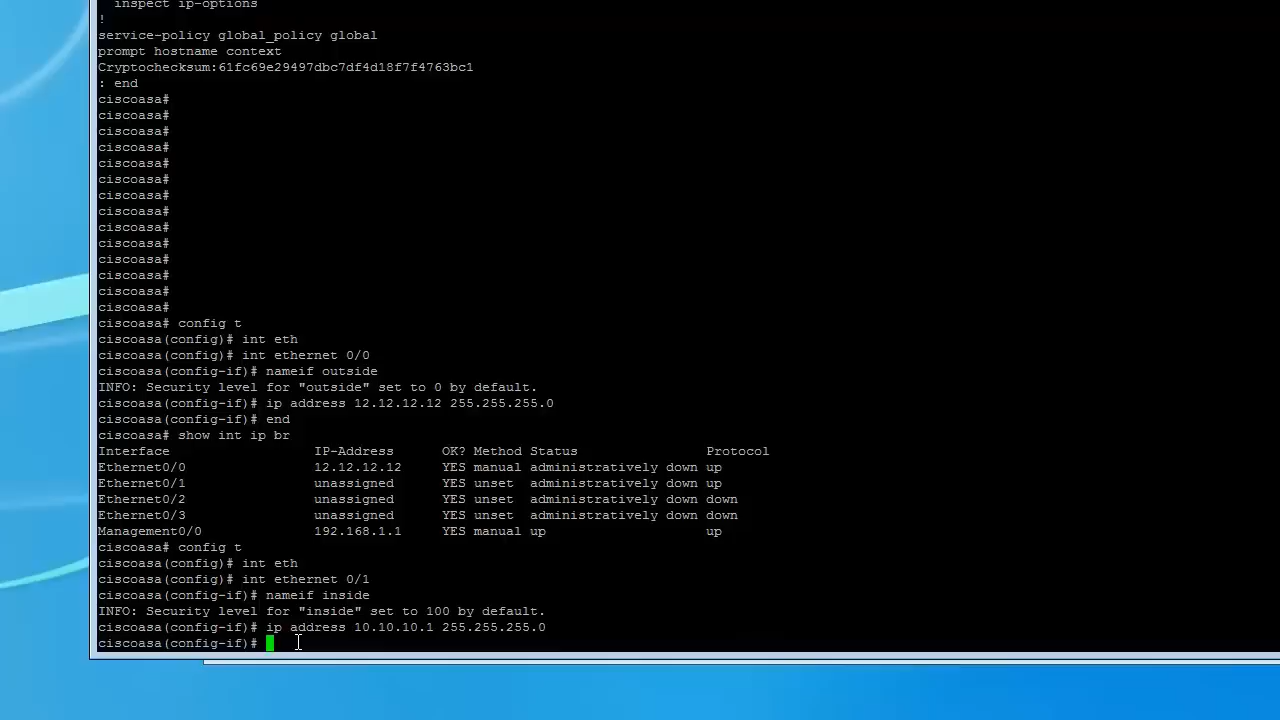 inspect ip-options
!
service-policy global_policy global
prompt hostname context
Cryptochecksum:61fc69e29497dbc7df4d18f7f4763bc1
: end
ciscoasa#
ciscoasa#
ciscoasa#
ciscoasa#
ciscoasa#
ciscoasa#
ciscoasa#
ciscoasa#
ciscoasa#
ciscoasa#
ciscoasa#
ciscoasa#
ciscoasa#
ciscoasa#
ciscoasa# config t
ciscoasa(config)# int eth
ciscoasa(config)# int ethernet 0/0
ciscoasa(config-if)# nameif outside
INFO: Security level for "outside" set to 0 by default.
ciscoasa(config-if)# ip address 12.12.12.12 255.255.255.0
ciscoasa(config-if)# end
ciscoasa# show int ip br
Interface IP-Address OK? Method Status Protocol
Ethernet0/0 12.12.12.12 YES manual administratively down up
Ethernet0/1 unassigned YES unset administratively down up
Ethernet0/2 unassigned YES unset administratively down down
Ethernet0/3 unassigned YES unset administratively down down
Management0/0 192.168.1.1 YES manual up up
ciscoasa# config t
ciscoasa(config)# int eth
ciscoasa(config)# int ethernet 0/1
ciscoasa(config-if)# nameif inside
INFO: Security level for "inside" set to 100 by default.
ciscoasa(config-if)# ip address 10.10.10.1 255.255.255.0
ciscoasa(config-if)#